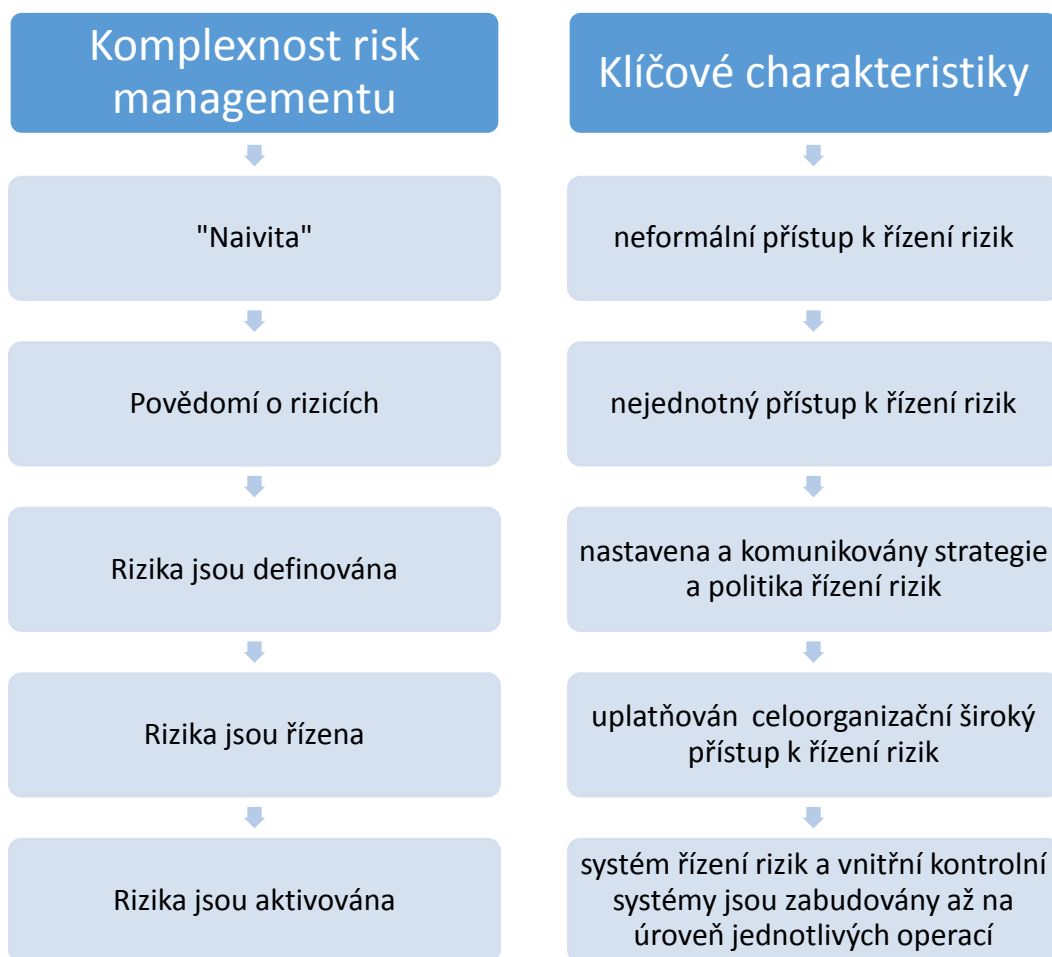 Komplexnost risk
managementu
"Naivita"
Povědomí o rizicích
Rizika jsou definována
Rizika jsou řízena
Rizika jsou aktivována
Klíčové charakteristiky
neformální přístup k řízení rizik
nejednotný přístup k řízení rizik
nastavena a komunikovány strategie
a politika řízení rizik
uplatňován celoorganizační široký
přístup k řízení rizik
systém řízení rizik a vnitřní kontrolní
systémy jsou zabudovány až na
úroveň jednotlivých operací